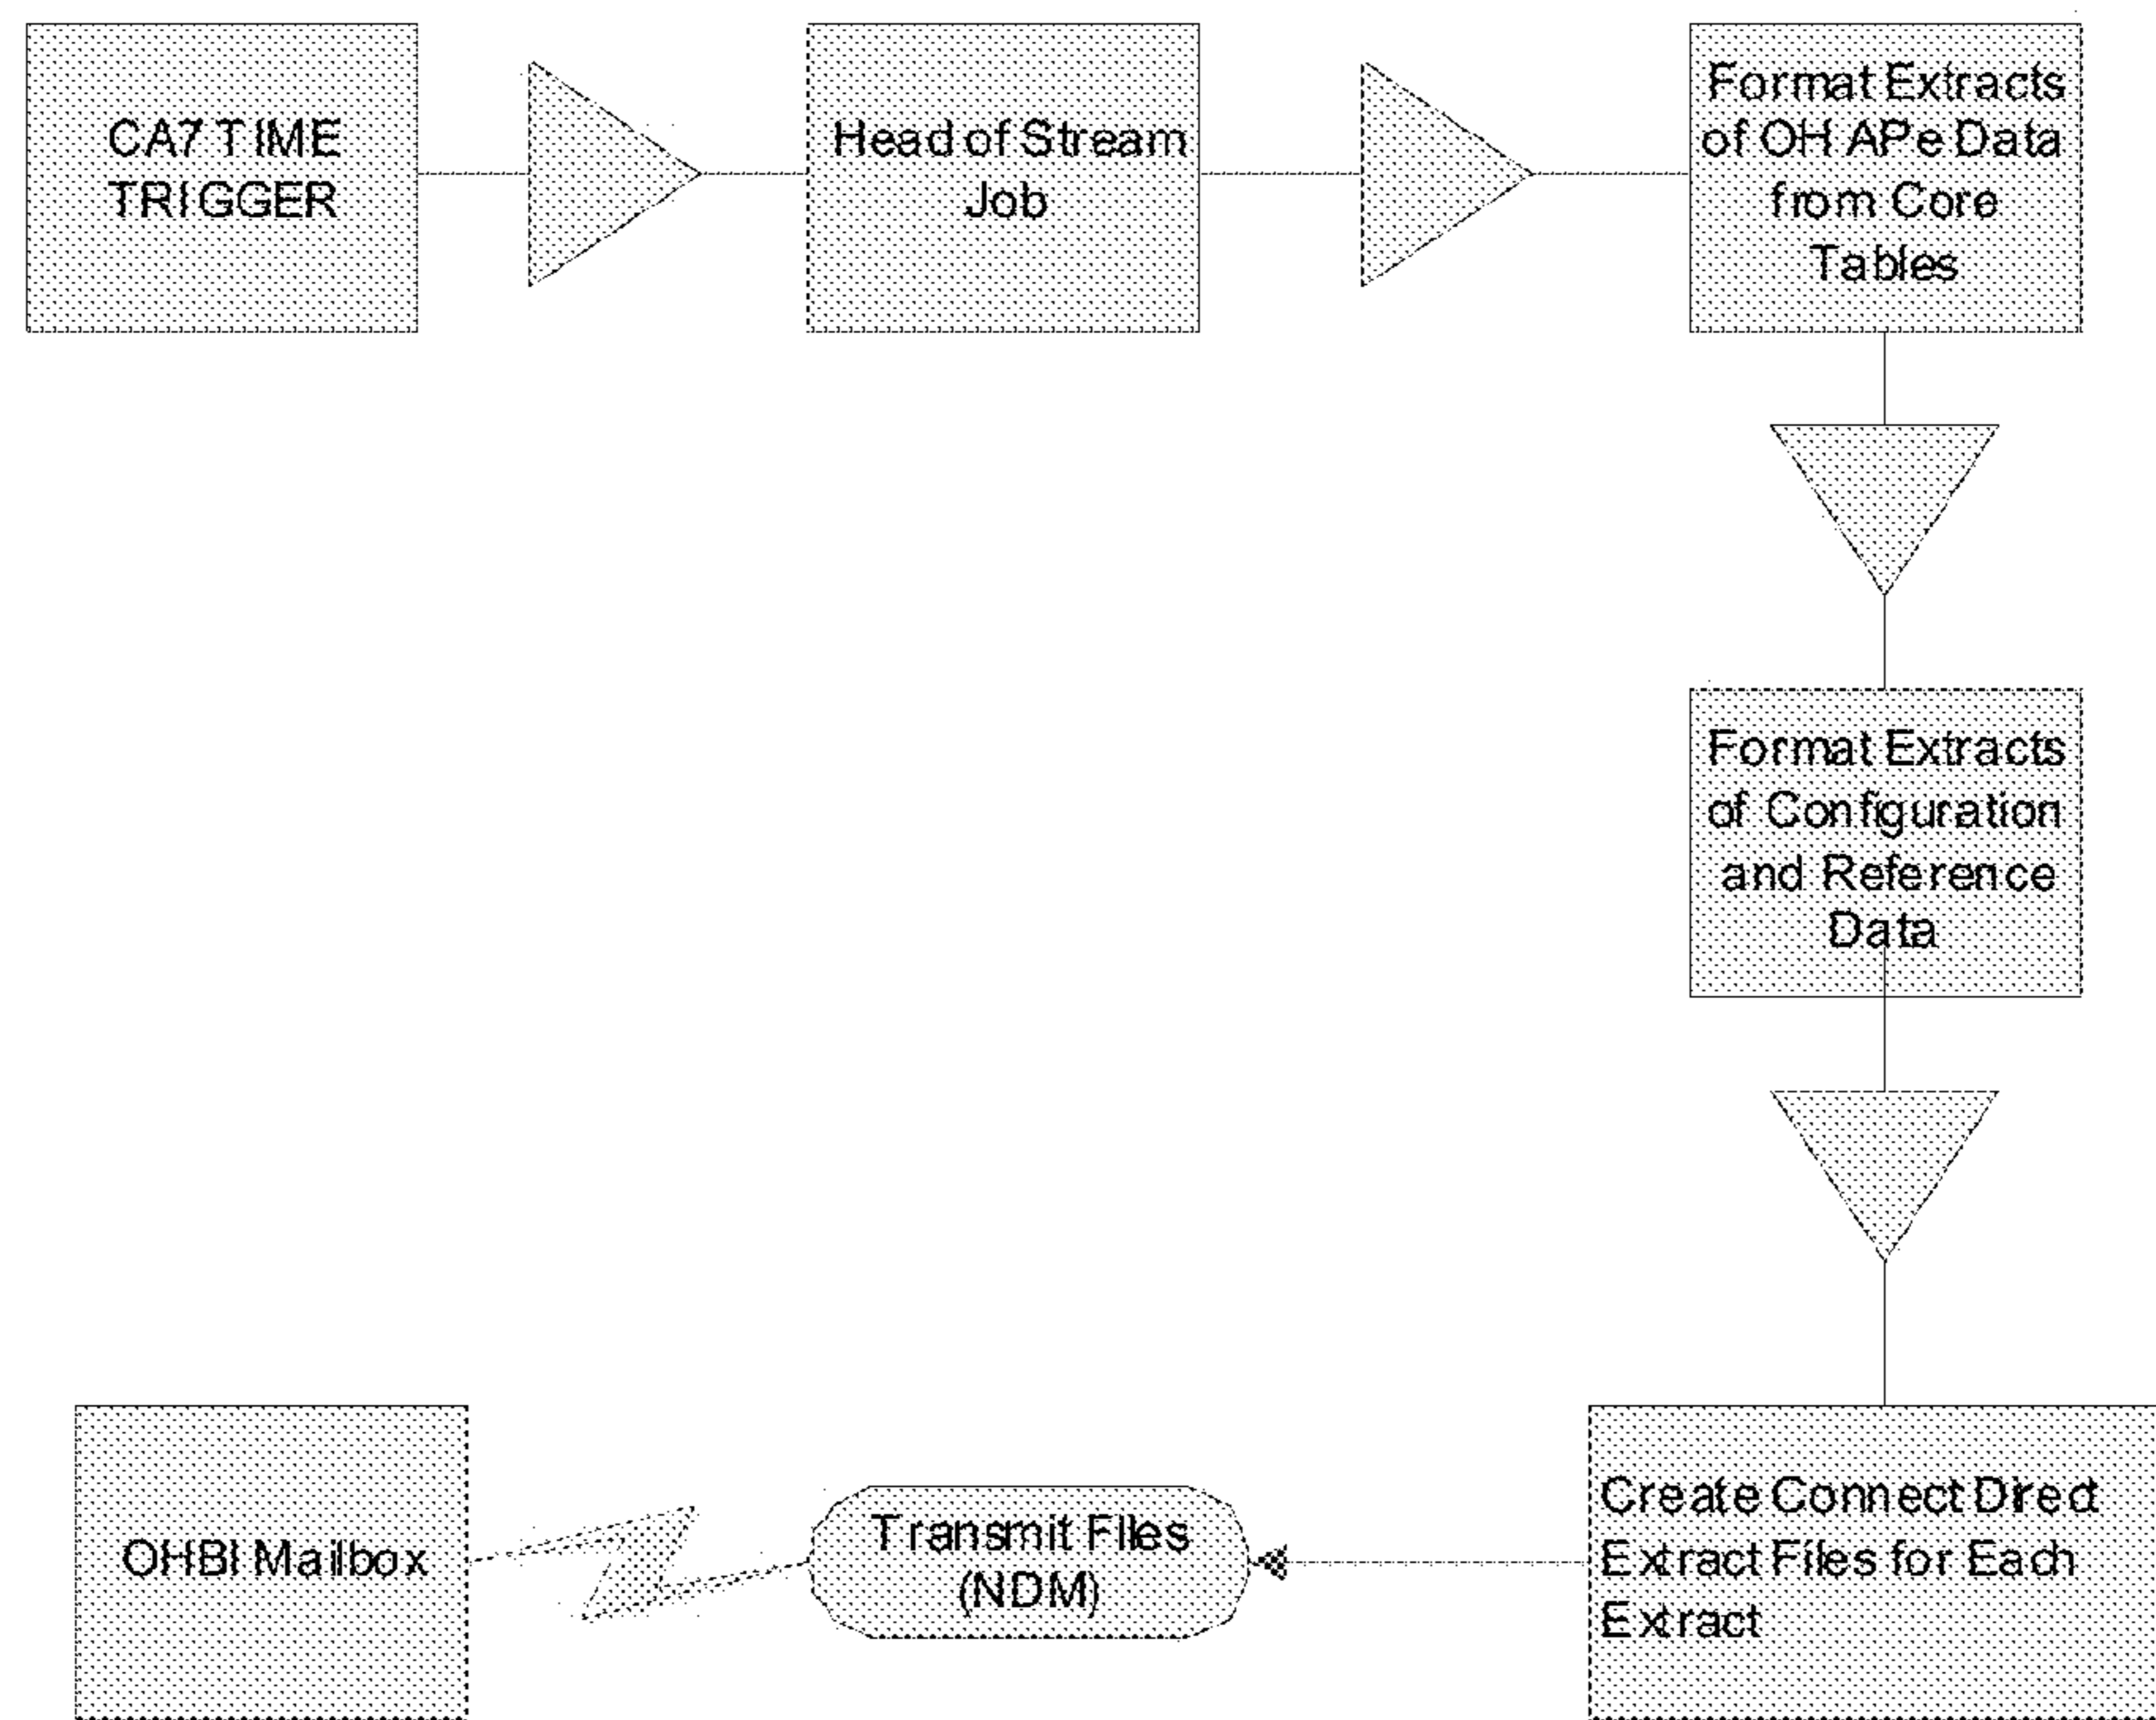 CA7 TIME
TRIGGER
Head of Stream
Job
Format Extracts
of OH APe Data
from Core
Tables
Format Extracts
of Configuration
and Reference
Data
Create Connect Direct
Extract Files for Each
Extract
Transmit Files
(NDM)
OHBI Mailbox